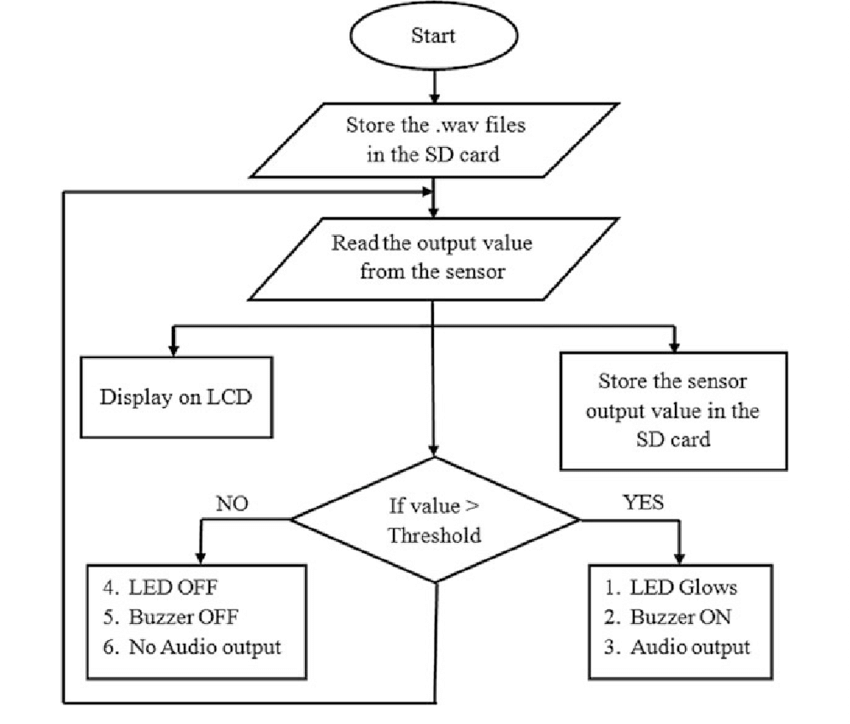 Start
Store the .wav files
in the SD card
Read the output value
from the sensor
Display on LCD
Store the sensor
output value in the
SD card
If value >
Threshold
NO
YES
4. LED OFF
5. Buzzer OFF
6. No Audio output
1. LED Glows
2. Buzzer ON
3. Audio output